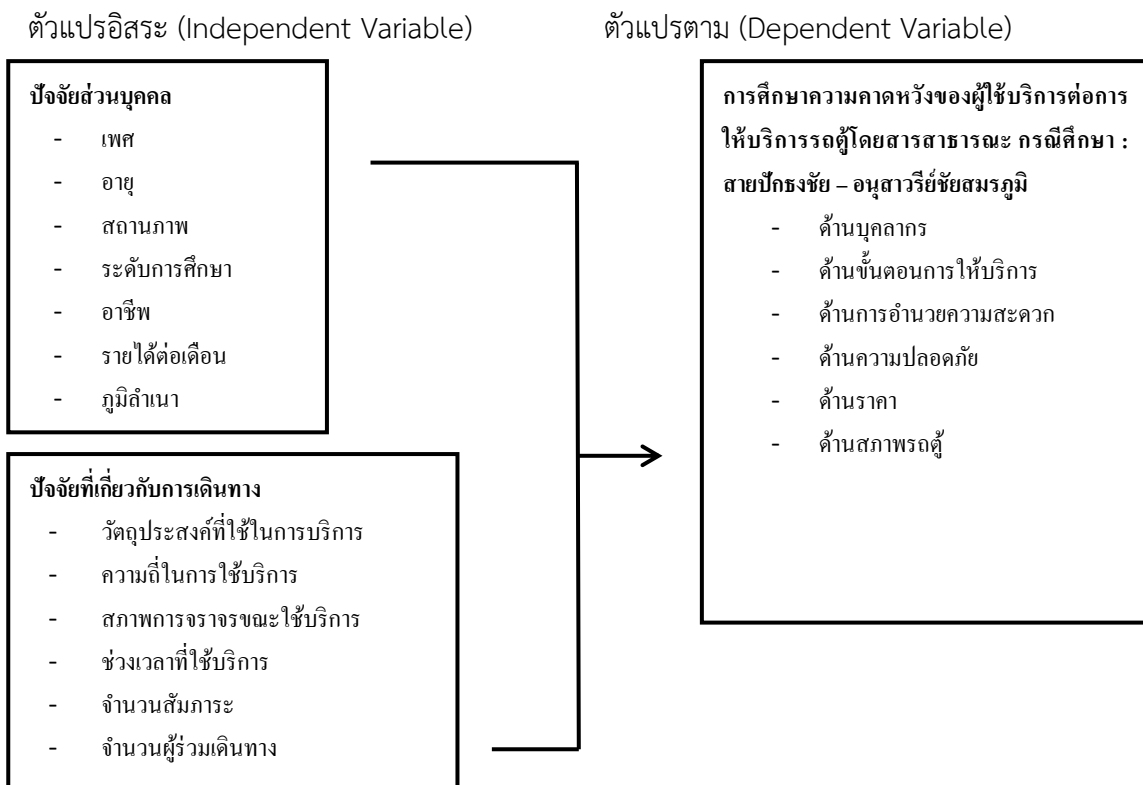 ตัวแปรอิสระ (Independent Variable)
ตัวแปรตาม (Dependent Variable)
ปัจจัยส่วนบุคคล
- เพศ
- อายุ
- สถานภาพ
- ระดับการศึกษา
- อาชีพ
- รายได้ต่อเดือน
- ภูมิลำเนา
ปัจจัยที่เกี่ยวกับการเดินทาง
- วัตถุประสงค์ที่ใช้ในการบริการ
- ความถี่ในการใช้บริการ
- สภาพการจราจรขณะใช้บริการ
- ช่วงเวลาที่ใช้บริการ
- จำนวนสัมภาระ
- จำนวนผู้ร่วมเดินทาง
การศึกษาความคาดหวังของผู้ใช้บริการต่อการ
ให้บริการรถตู้โดยสารสาธารณะ กรณีศึกษา :
สายปักธงชัย – อนุสาวรีย์ชัยสมรภูมิ
- ด้านบุคลากร
- ด้านขั้นตอนการให้บริการ
- ด้านการอำนวยความสะดวก
- ด้านความปลอดภัย
- ด้านราคา
- ด้านสภาพรถตู้